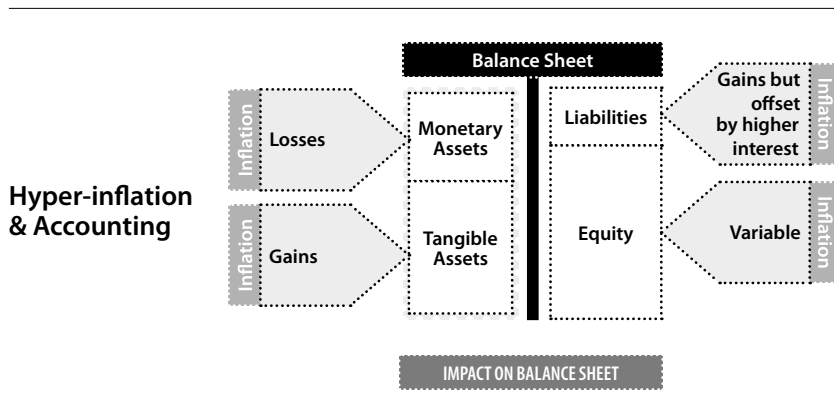 Hyper-inflation
& Accounting
Balance Sheet
Inflation
Losses
Monetary
Assets
Liabilities
Gains but
offset
by higher
interest
Inflation
Inflation
Gains
Tangible
Assets
Equity
Variable
Inflation
IMPACT ON BALANCE SHEET